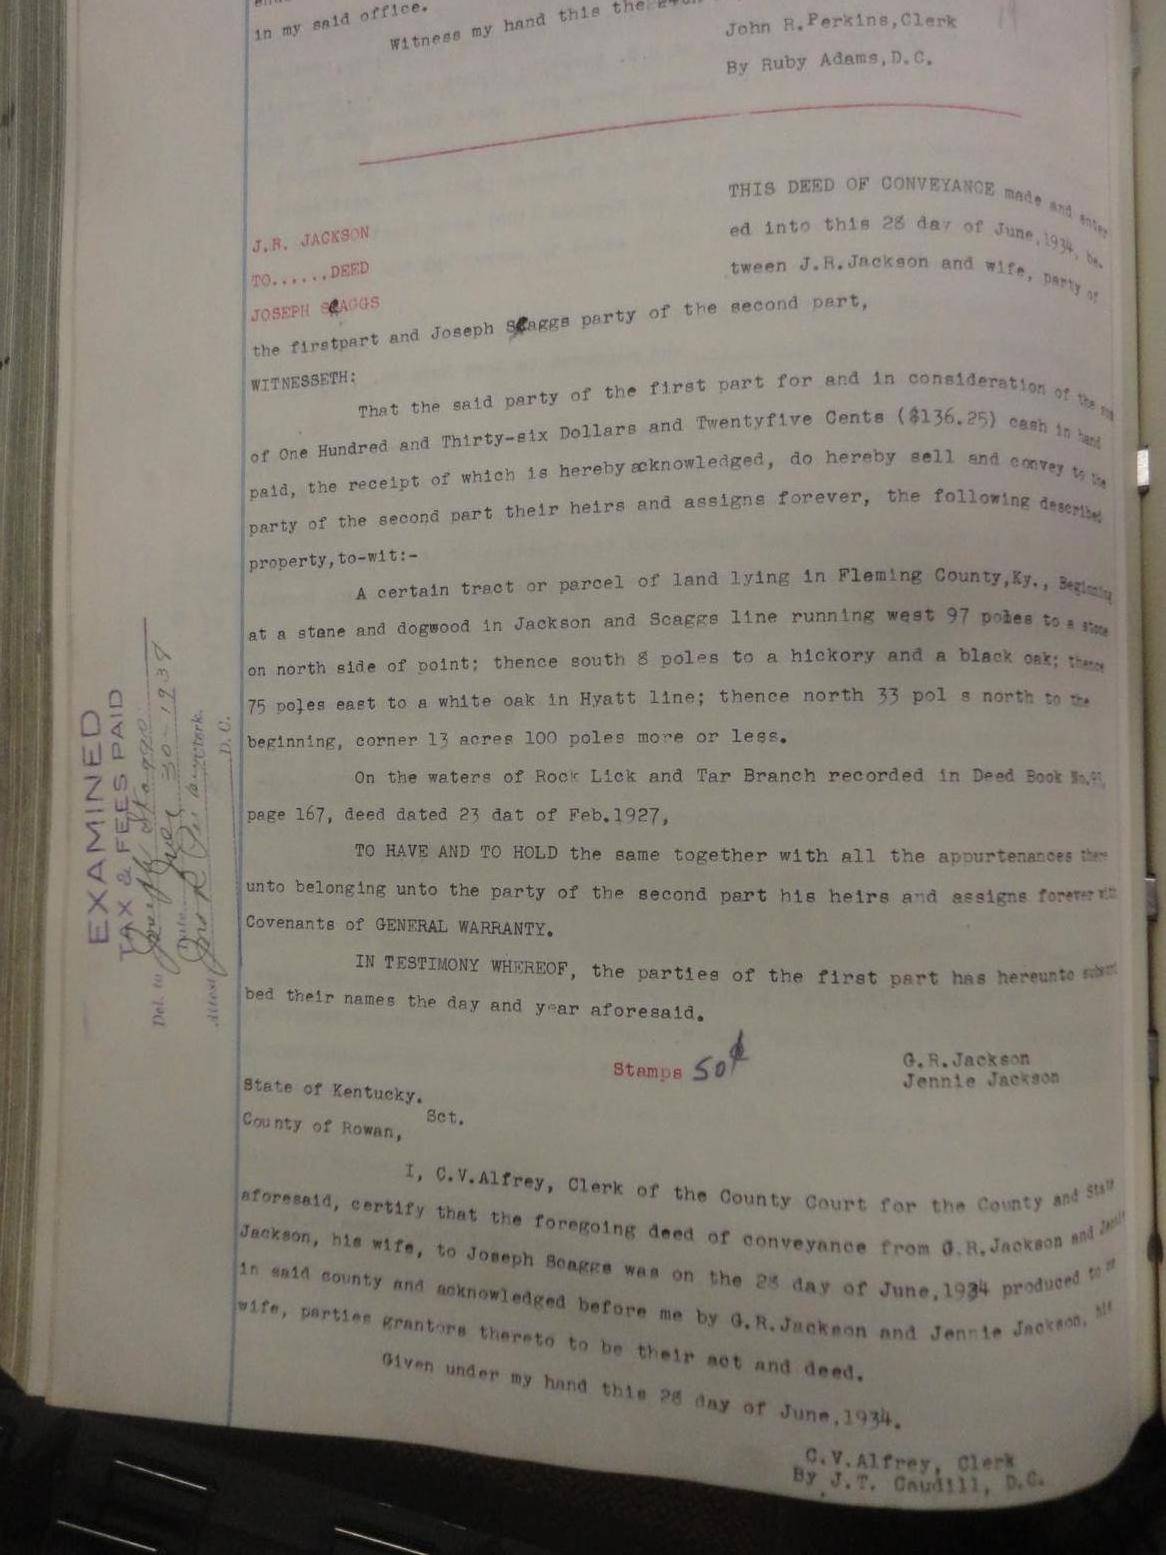 in my said office.
Witness my hand this the 24th
John R.Perkins,Clerk
By Ruby Adams,D.C.
THIS DEED OF CONVEYANCE made and enter
J.R. JACKSON
ed into this 28 day of June,1934, be-
TO......DEED
tween J.R.Jackson and wife, party of
JOSEPH SCAGGS
the firstpart and Joseph Scaggs party of the second part,
WITNESSETH:
That the said party of the first part for and in consideration of the sum
of One Hundred and Thirty-six Dollars and Twentyfive Cents ($136.25) cash in hand
paid, the receipt of which is hereby acknowledged, do hereby sell and convey to the
party of the second part their heirs and assigns forever, the following described
property,to-wit:-
A certain tract or parcel of land lying in Fleming County,Ky., Beginning
at a stane and dogwood in Jackson and Scaggs line running west 97 poles to a stone
on north side of point; thence south 8 poles to a hickory and a black oak; thence
75 poles east to a white oak in Hyatt line; thence north 33 pol s north to the
beginning, corner 13 acres 100 poles more or less.
On the waters of Rock Lick and Tar Branch recorded in Deed Book No.
page 167, deed dated 23 dat of Feb.1927,
TO HAVE AND TO HOLD the same together with all the appurtenances there
unto belonging unto the party of the second part his heirs and assigns forever with
Covenants of GENERAL WARRANTY.
IN TESTIMONY WHEREOF, the parties of the first part has hereunto subscri
bed their names the day and year aforesaid.
Stamps 50¢
G.R.Jackson
Jennie Jackson
State of Kentucky.
County of Rowan, Sct.
I, C.V.Alfrey, Clerk of the County Court for the County and State
aforesaid, certify that the foregoing deed of conveyance from G.R.Jackson and Jennie
Jackson, his wife, to Joseph Scaggs was on the 28 day of June,1934 produced to me
in said county and acknowledged before me by G.R.Jackson and Jennie Jackson, his
wife, parties grantors thereto to be their act and deed.
Given under my hand this 28 day of June,1934.
C.V.Alfrey, Clerk
By J.T. Caudill, D.C.
EXAMINED
TAX & FEES PAID
Del. to Joseph Skaggs
Date
Attest
Clerk.
D.C.